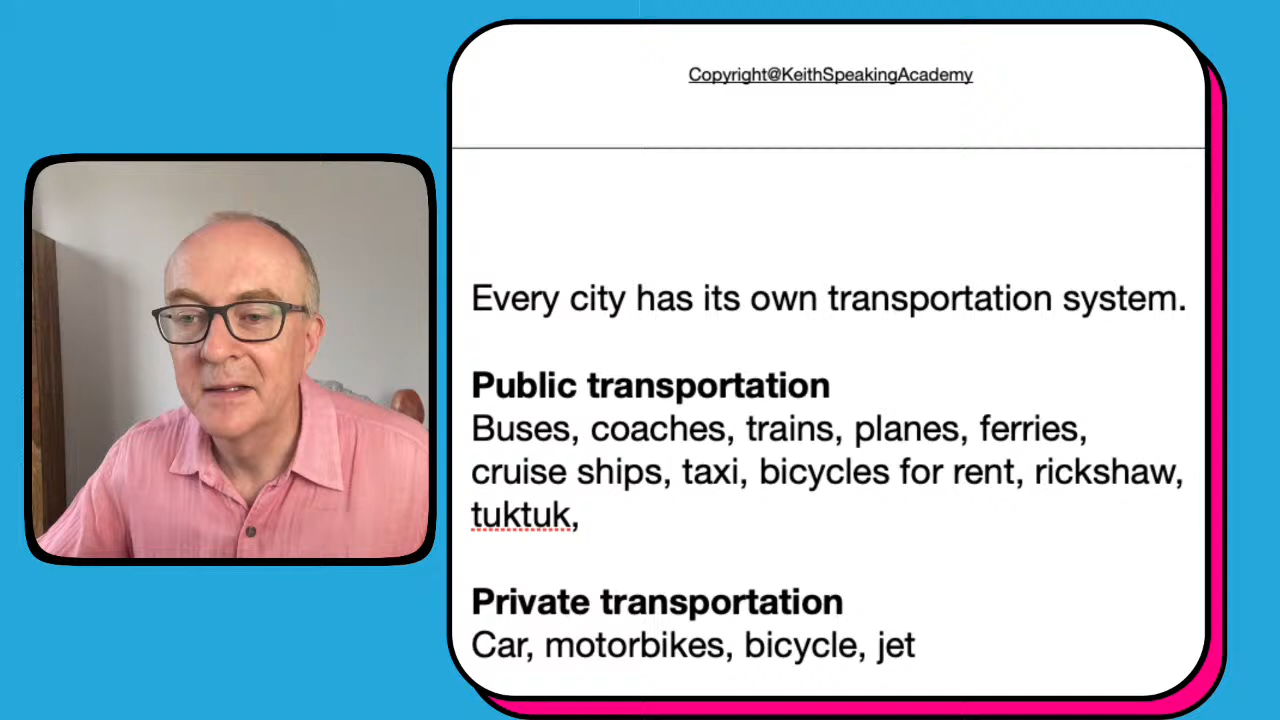 Copyright@KeithSpeakingAcademy
Every city has its own transportation system.
Public transportation
Buses, coaches, trains, planes, ferries,
cruise ships, taxi, bicycles for rent, rickshaw,
tuktuk,
Private transportation
Car, motorbikes, bicycle, jet